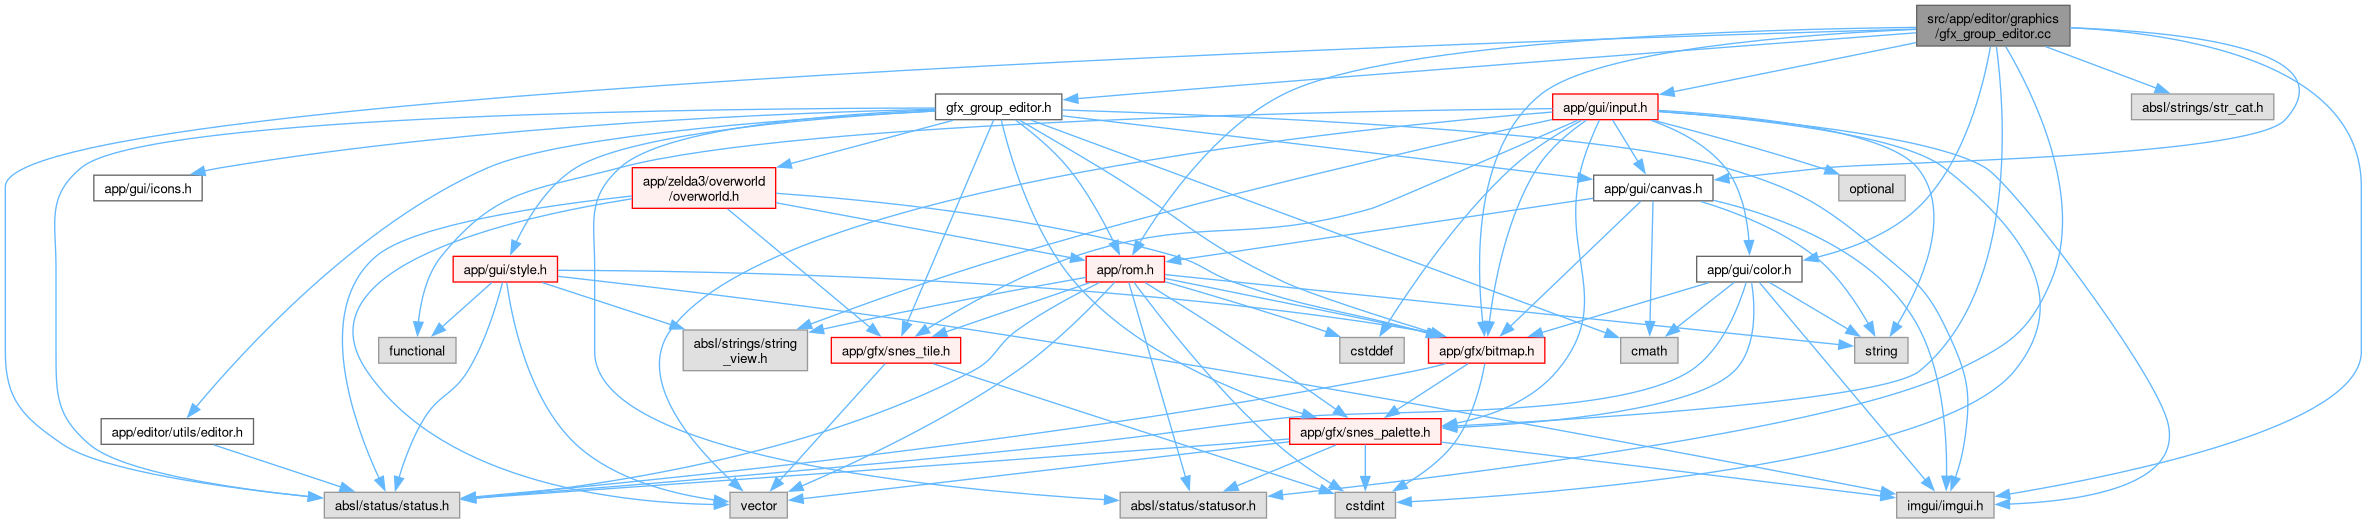 src/app/editor/graphics
/gfx_group_editor.cc
gfx_group_editor.h
app/gui/input.h
absl/strings/str_cat.h
app/gui/icons.h
app/zelda3/overworld
/overworld.h
app/gui/canvas.h
optional
app/gui/style.h
app/rom.h
app/gui/color.h
functional
absl/strings/string
_view.h
app/gfx/snes_tile.h
cstddef
app/gfx/bitmap.h
cmath
string
app/editor/utils/editor.h
app/gfx/snes_palette.h
absl/status/status.h
vector
absl/status/statusor.h
cstdint
imgui/imgui.h